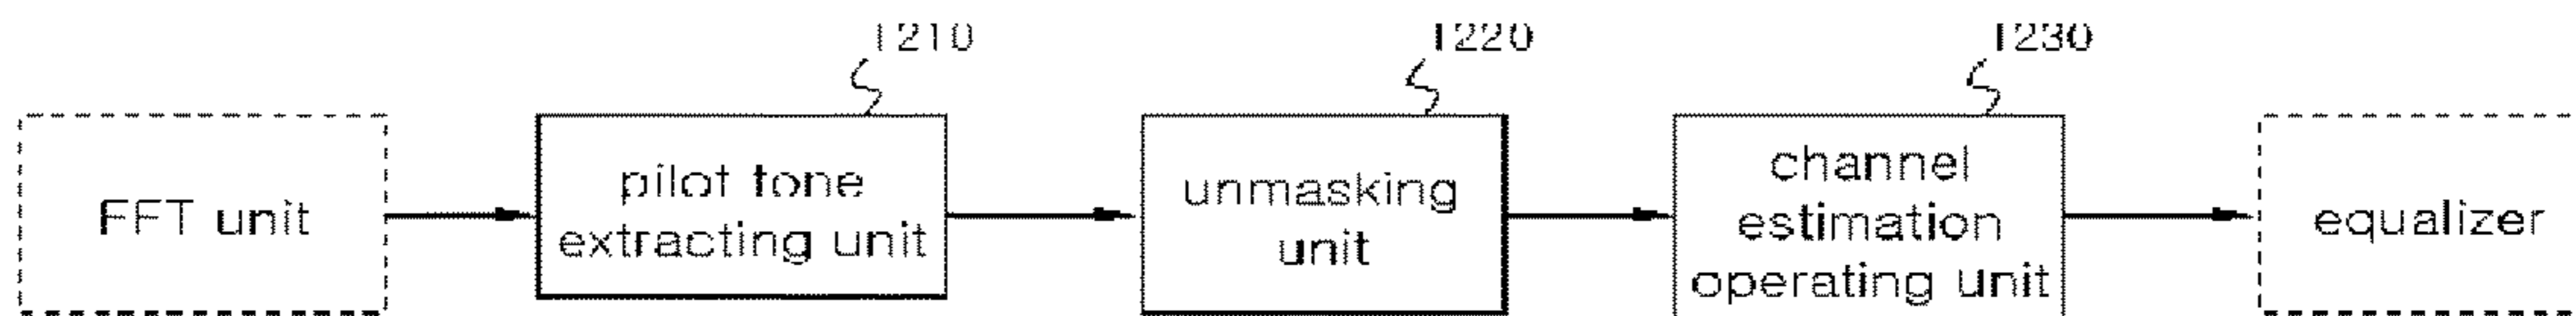 1210
1220
1230
FFT unit
pilot tone
extracting unit
unmasking
unit
channel
estimation
operating unit
equalizer